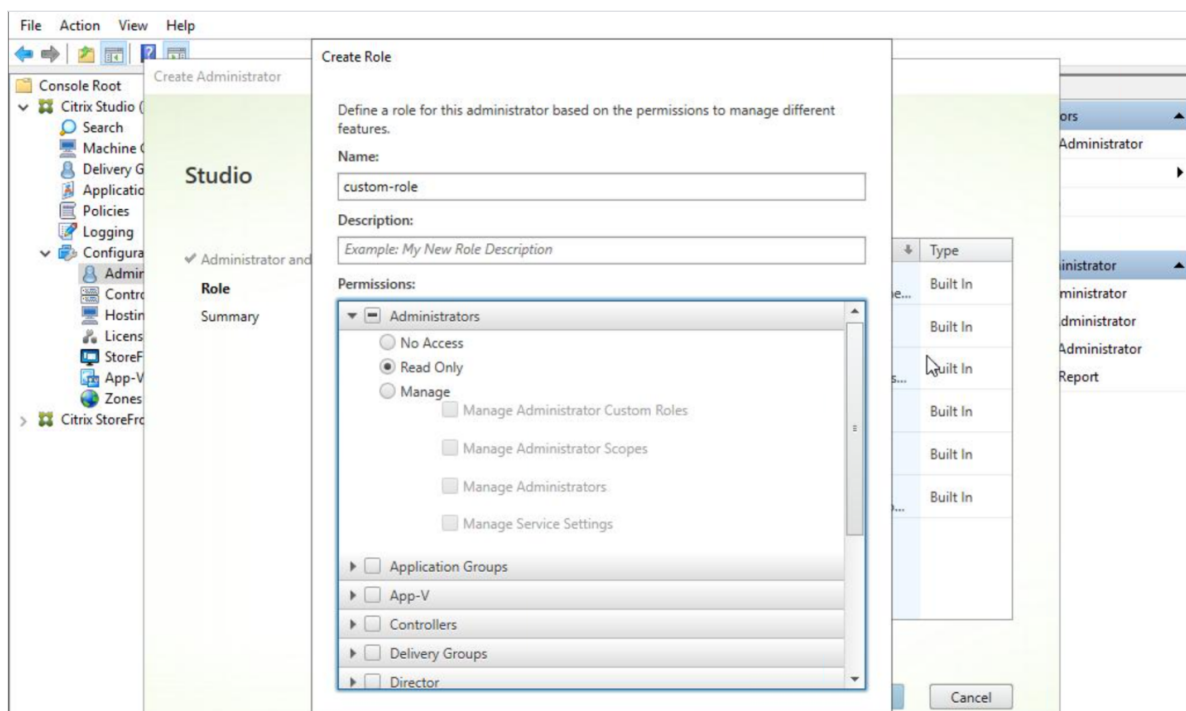 File Action View Help
Console Root
Citrix Studio (
Search
Machine
Delivery G
Applicatio
Policies
Logging
Configura
Admir
Contro
Hostin
Licens
StoreF
App-V
Zones
Citrix StoreFro
Create Administrator
Studio
Administrator and
Role
Summary
Create Role
Define a role for this administrator based on the permissions to manage different
features.
Name:
custom-role
Description:
Example: My New Role Description
Permissions:
Administrators
No Access
Read Only
Manage
Manage Administrator Custom Roles
Manage Administrator Scopes
Manage Administrators
Manage Service Settings
Application Groups
App-V
Controllers
Delivery Groups
Director
Type
e... Built In
Built In
s... Built In
Built In
Built In
Built In
Cancel
ors
Administrator
inistrator
ministrator
dministrator
Administrator
Report